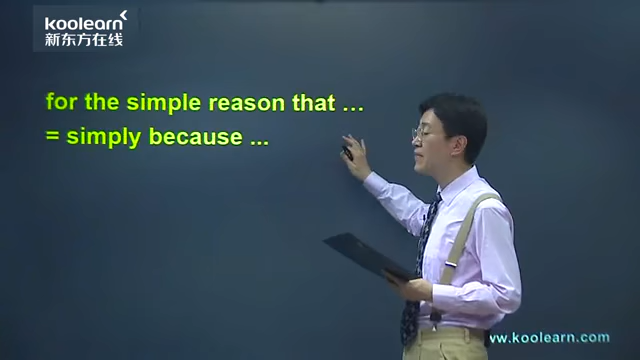 koolearn
新东方在线
for the simple reason that …
= simply because ...
ww.koolearn.com